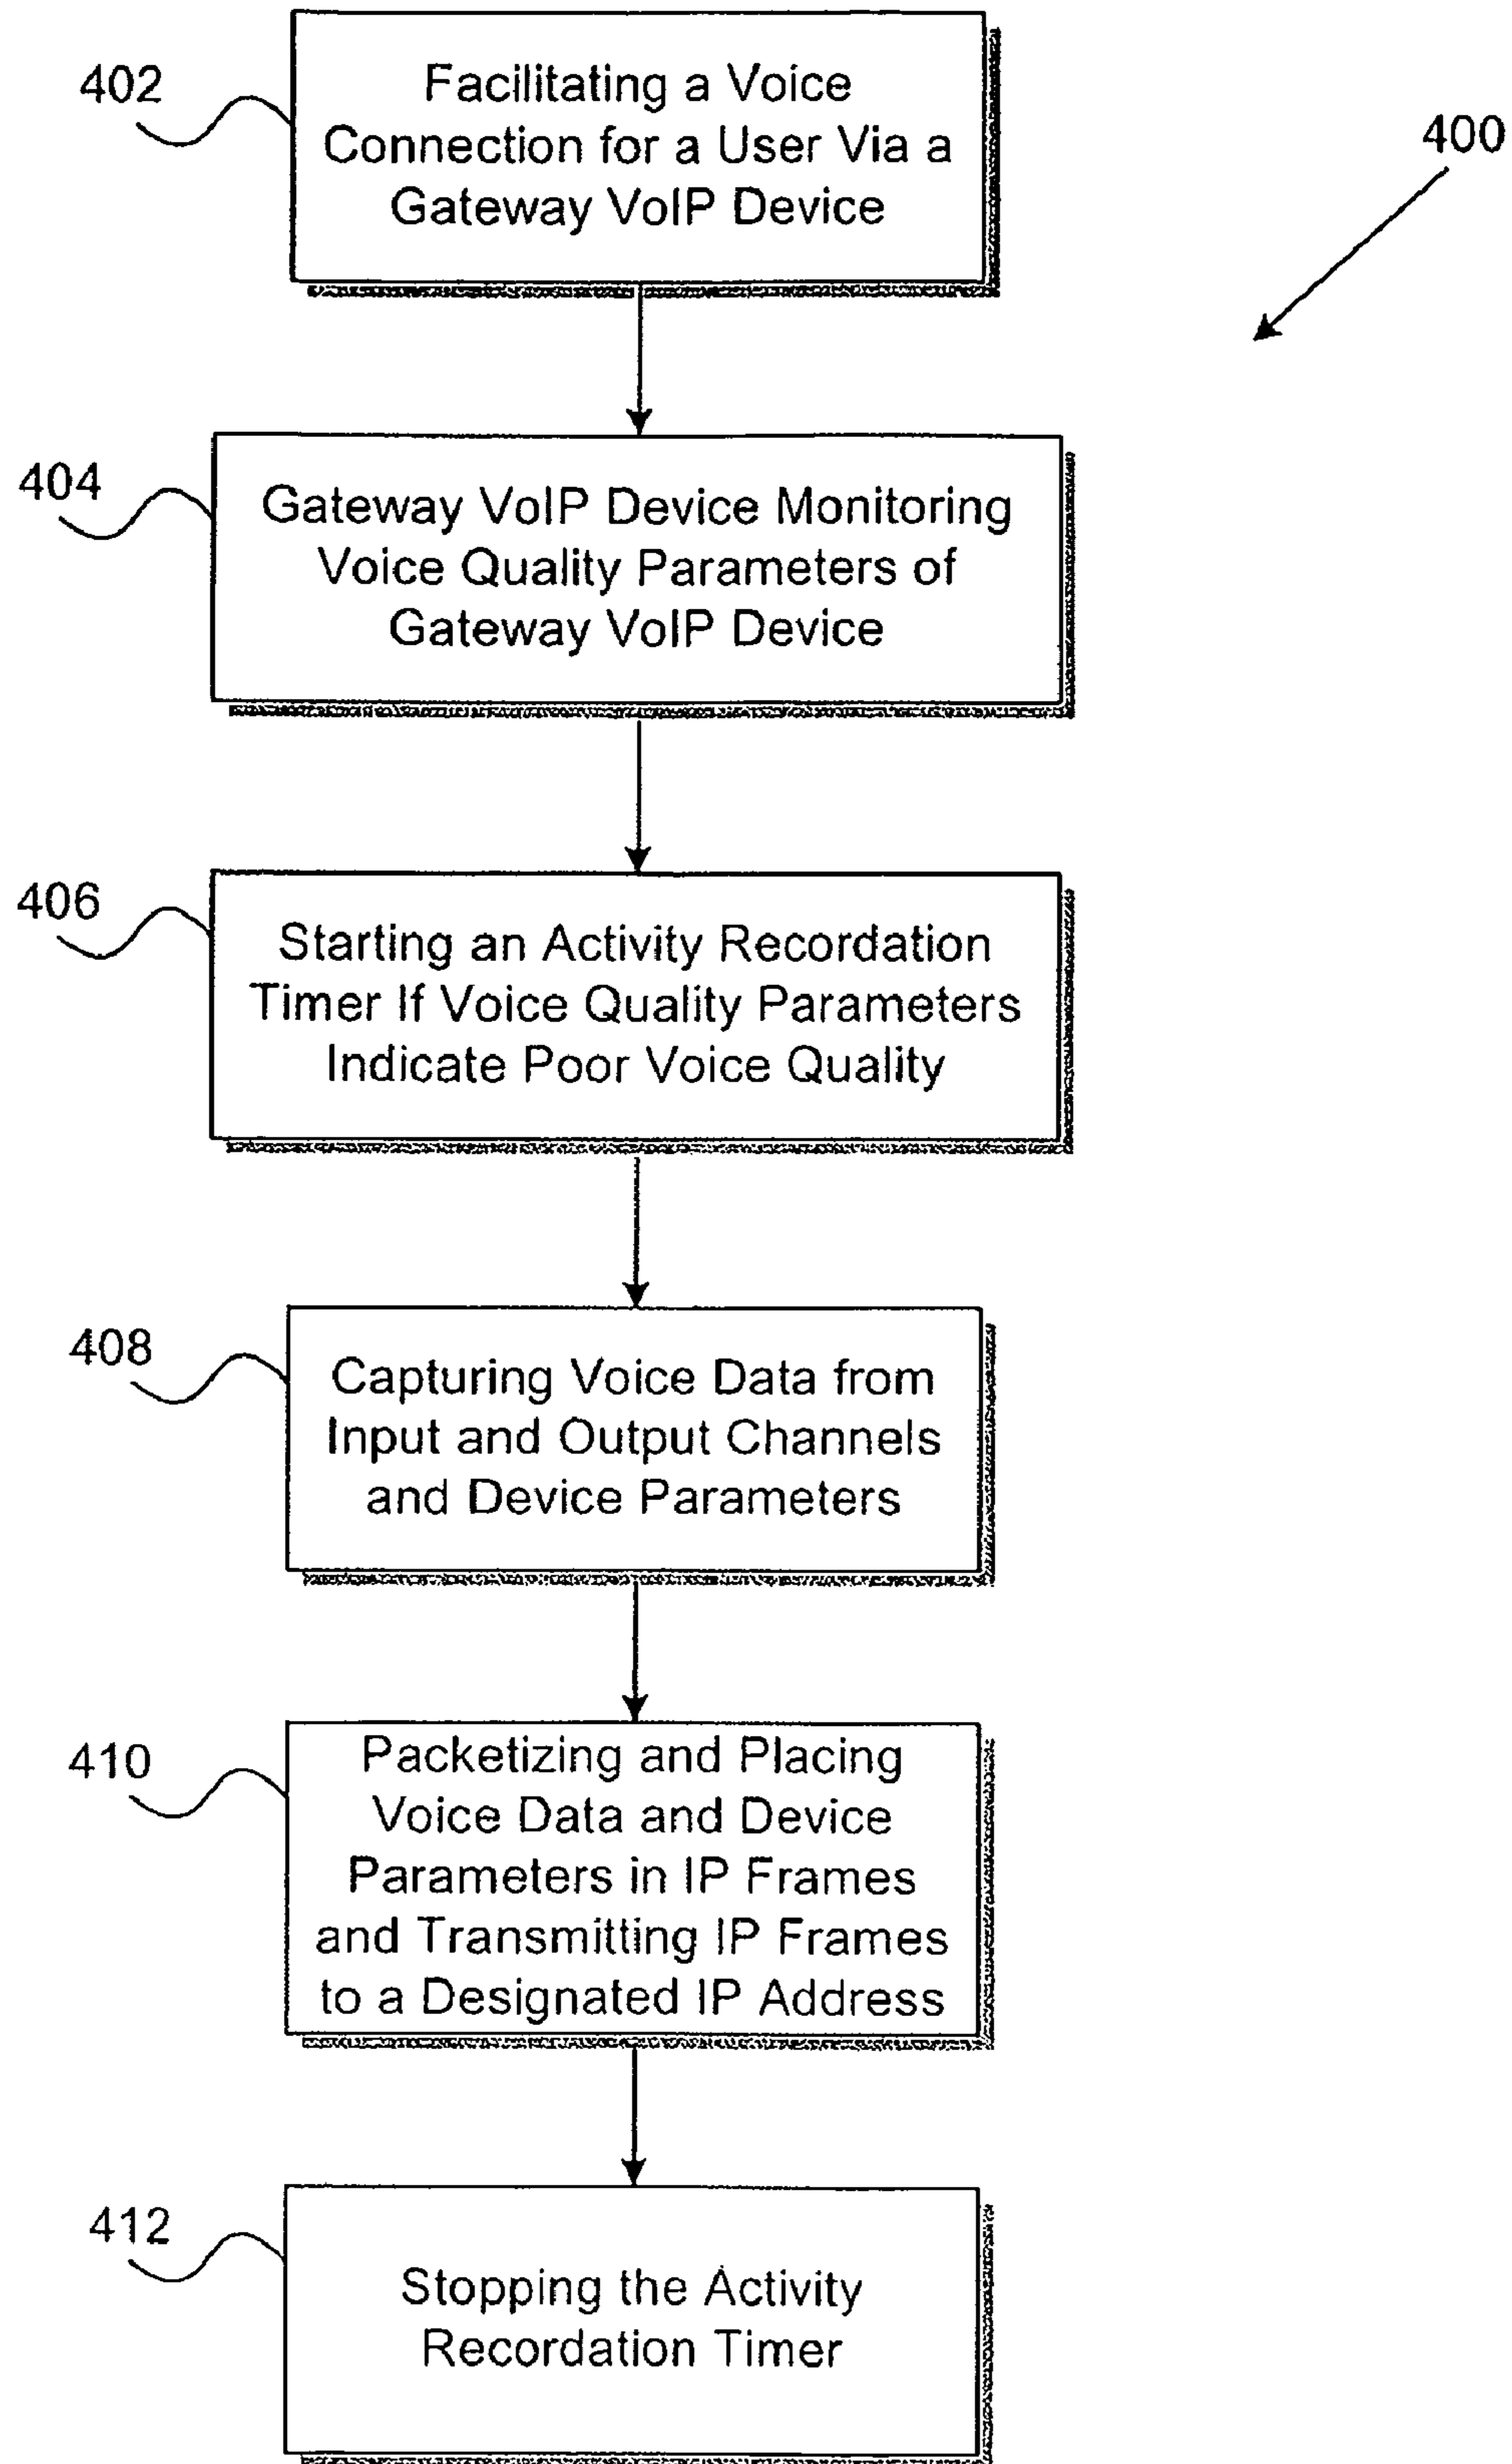 402
Facilitating a Voice
Connection for a User Via a
Gateway VoIP Device
400
404
Gateway VoIP Device Monitoring
Voice Quality Parameters of
Gateway VoIP Device
406
Starting an Activity Recordation
Timer If Voice Quality Parameters
Indicate Poor Voice Quality
408
Capturing Voice Data from
Input and Output Channels
and Device Parameters
410
Packetizing and Placing
Voice Data and Device
Parameters in IP Frames
and Transmitting IP Frames
to a Designated IP Address
412
Stopping the Activity
Recordation Timer